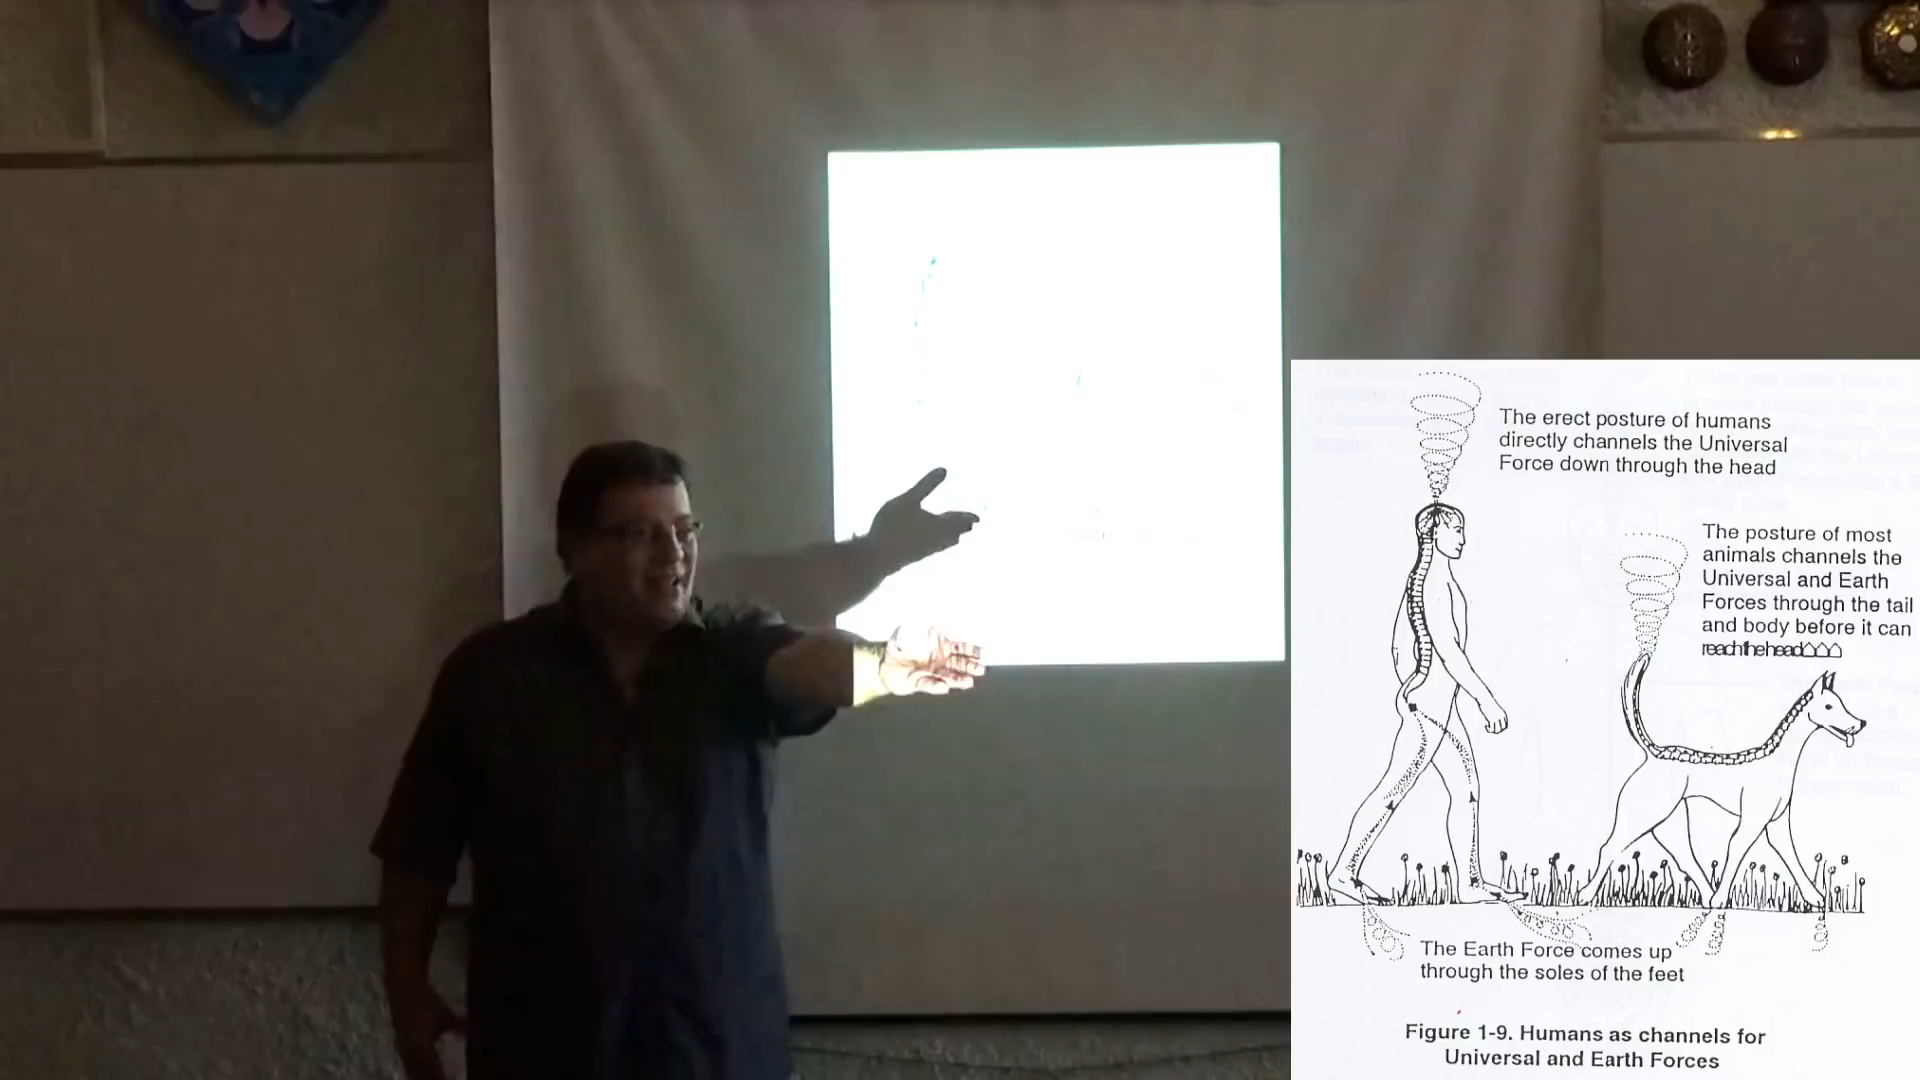 The erect posture of humans
directly channels the Universal
Force down through the head
The posture of most
animals channels the
Universal and Earth
Forces through the tail
and body before it can
reach the head
The Earth Force comes up
through the soles of the feet
Figure 1-9. Humans as channels for
Universal and Earth Forces